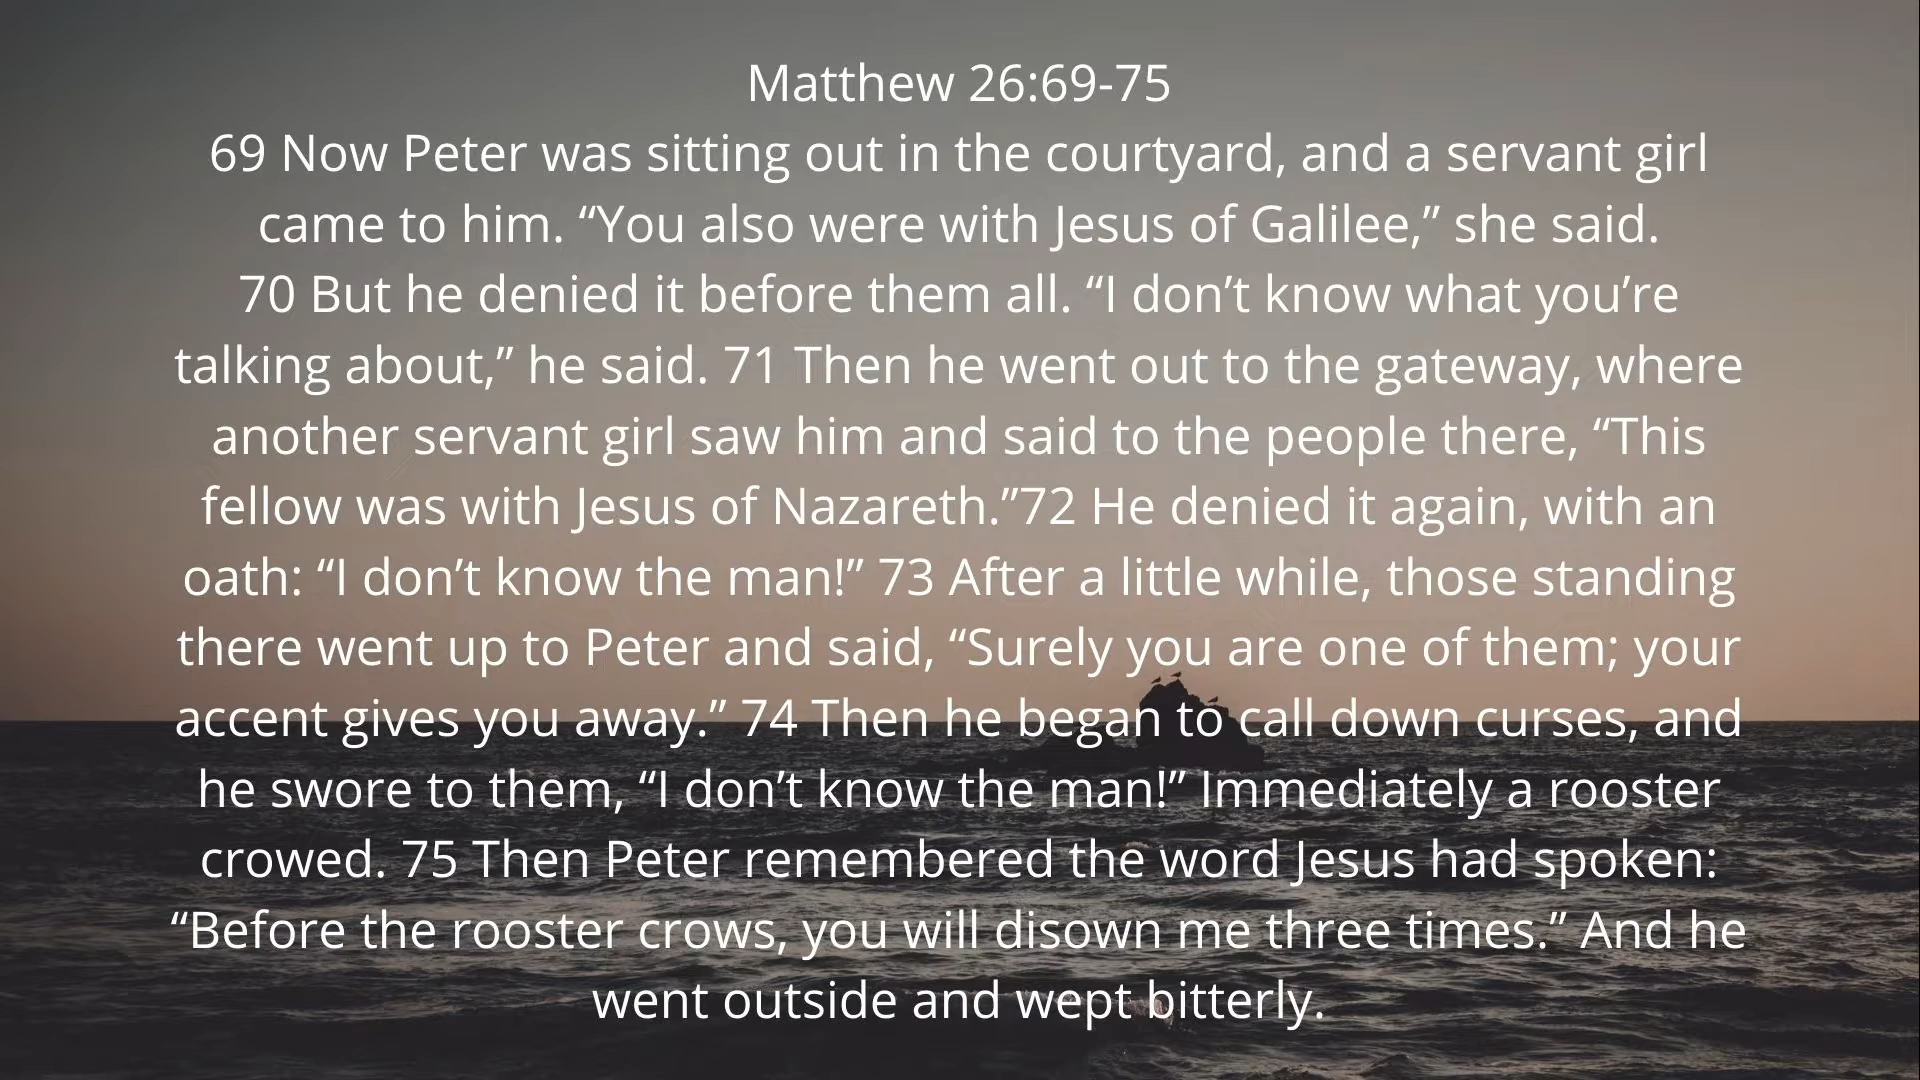 Matthew 26:69-75
69 Now Peter was sitting out in the courtyard, and a servant girl
came to him. “You also were with Jesus of Galilee,” she said.
70 But he denied it before them all. “I don’t know what you’re
talking about,” he said. 71 Then he went out to the gateway, where
another servant girl saw him and said to the people there, “This
fellow was with Jesus of Nazareth.”72 He denied it again, with an
oath: “I don’t know the man!” 73 After a little while, those standing
there went up to Peter and said, “Surely you are one of them; your
accent gives you away.” 74 Then he began to call down curses, and
he swore to them, “I don’t know the man!” Immediately a rooster
crowed. 75 Then Peter remembered the word Jesus had spoken:
“Before the rooster crows, you will disown me three times.” And he
went outside and wept bitterly.